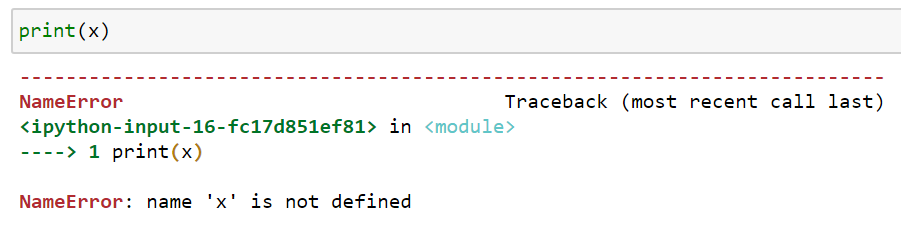 print(x)
---------------------------------------------------------------------------
NameError                                 Traceback (most recent call last)
<ipython-input-16-fc17d851ef81> in <module>
----> 1 print(x)
NameError: name 'x' is not defined